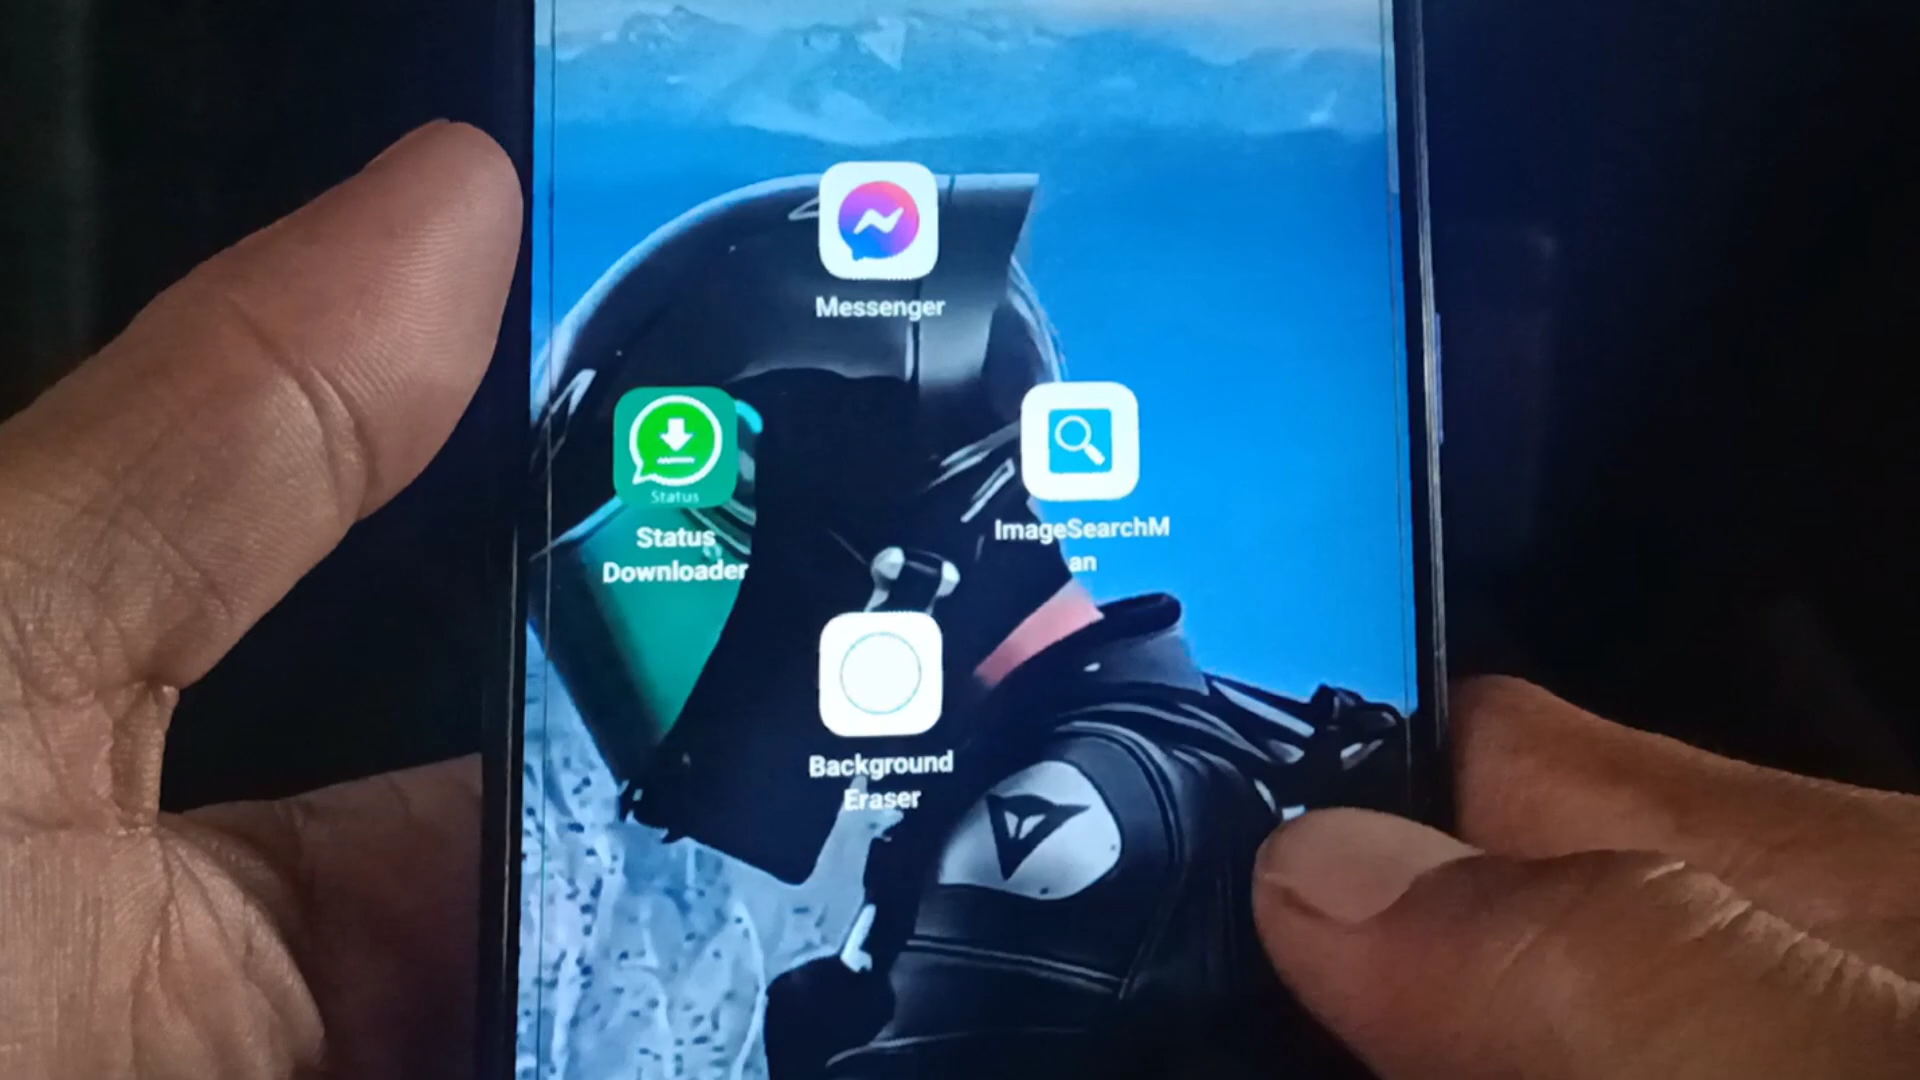 Messenger
Status
Status
Downloader
ImageSearchM
an
Background
Eraser